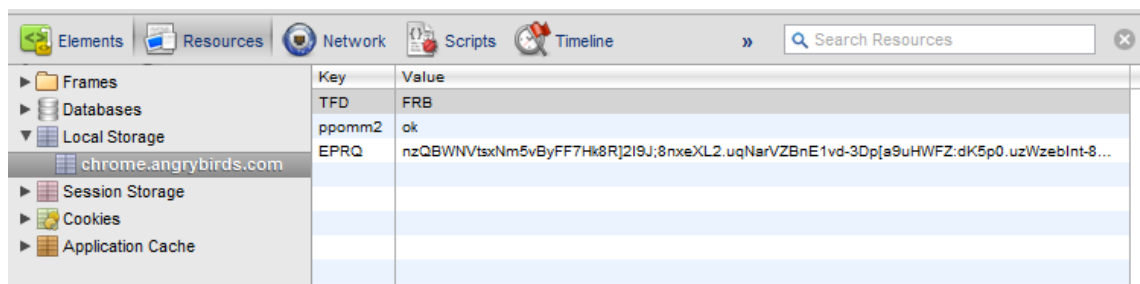 Elements Resources Network Scripts Timeline » Search Resources
Frames
Databases
Local Storage
chrome.angrybirds.com
Session Storage
Cookies
Application Cache
Key Value
TFD FRB
ppomm2 ok
EPRQ nzQBWNVtsxNm5vByFF7Hk8R]2I9J;8nxeXL2.uqNarVZBnE1vd-3Dp[a9uHWFZ:dK5p0.uzWzebInt-8...